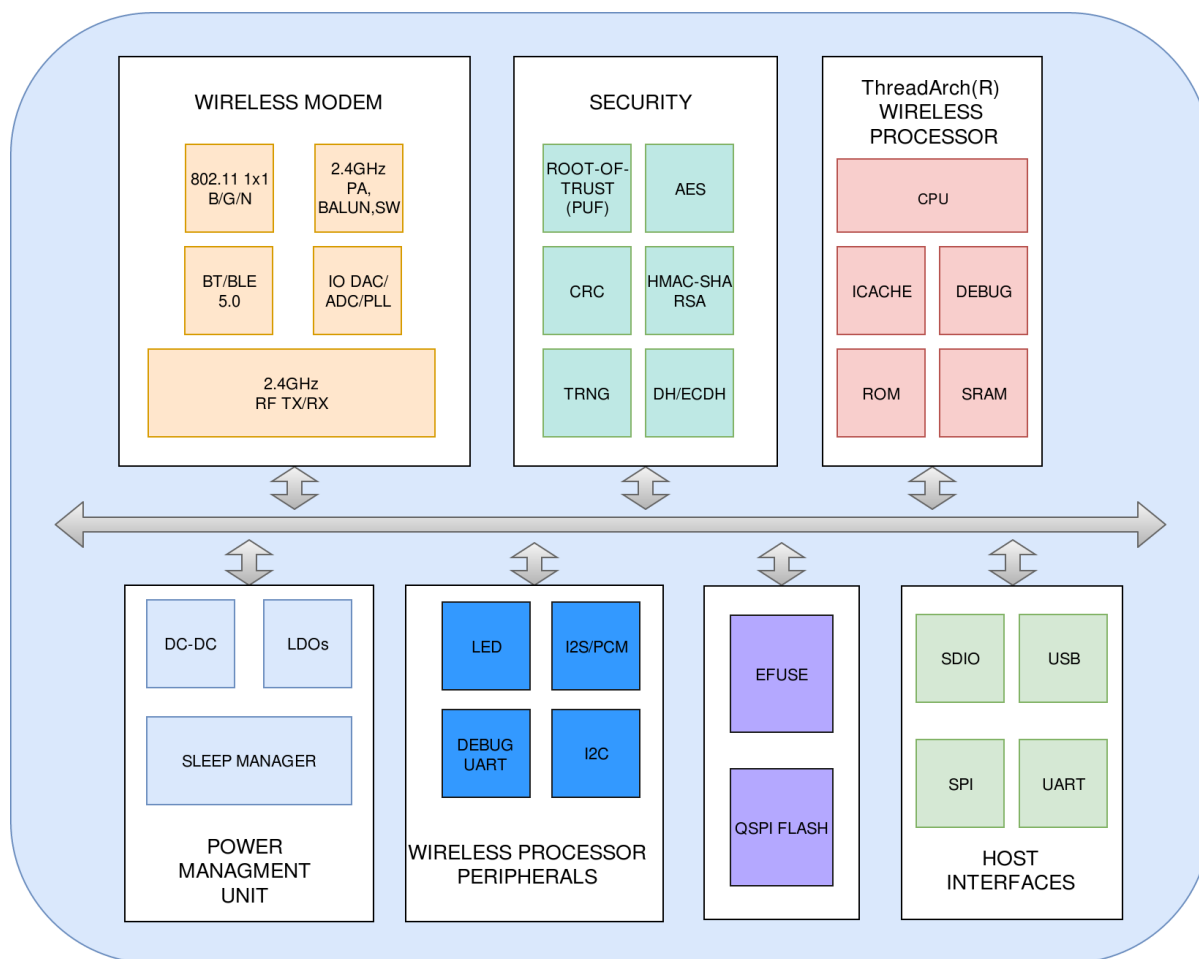 WIRELESS MODEM
802.11 1x1
B/G/N
2.4GHz
PA,
BALUN,SW
BT/BLE
5.0
IO DAC/
ADC/PLL
2.4GHz
RF TX/RX
SECURITY
ROOT-OF-
TRUST
(PUF)
AES
CRC
HMAC-SHA
RSA
TRNG
DH/ECDH
ThreadArch(R)
WIRELESS
PROCESSOR
CPU
ICACHE
DEBUG
ROM
SRAM
DC-DC
LDOs
SLEEP MANAGER
POWER
MANAGMENT
UNIT
LED
I2S/PCM
DEBUG
UART
I2C
WIRELESS PROCESSOR
PERIPHERALS
EFUSE
QSPI FLASH
SDIO
USB
SPI
UART
HOST
INTERFACES